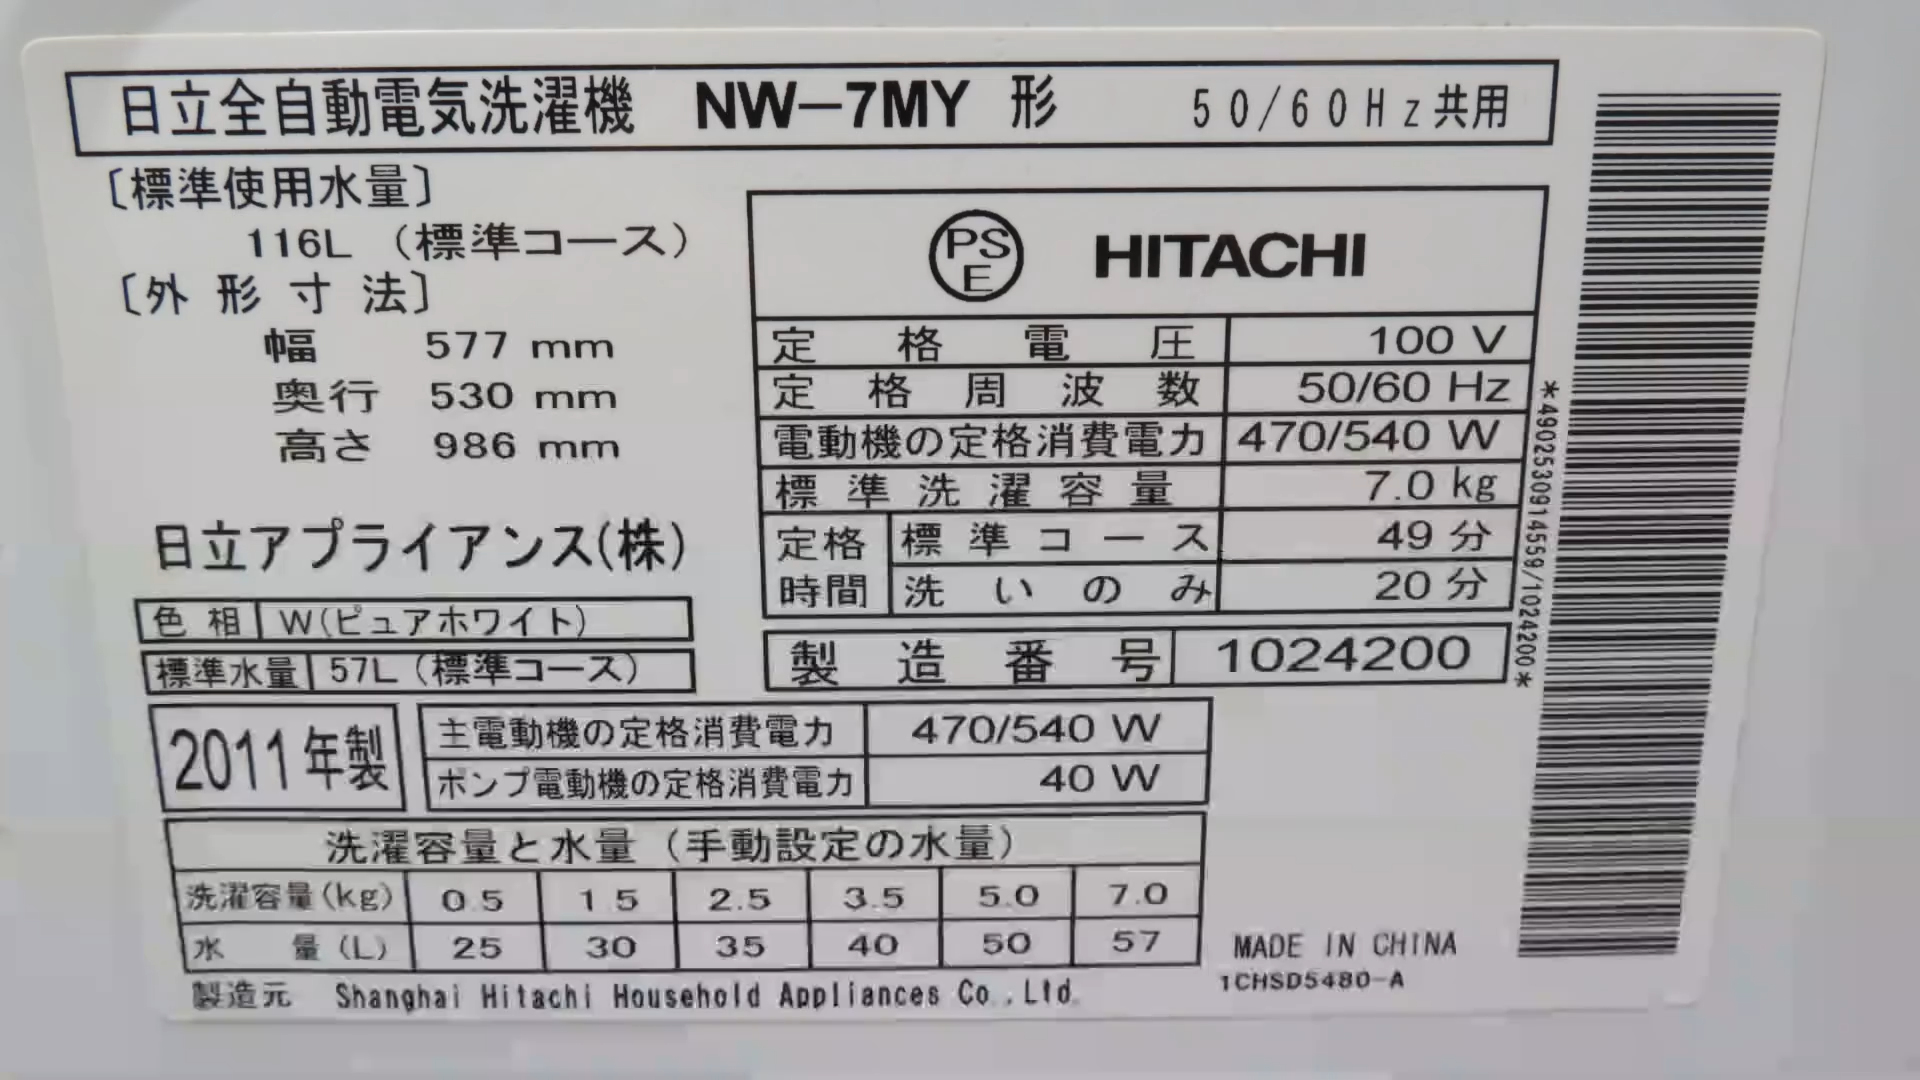 日立全自動電気洗濯機 NW-7MY 形 50/60Hz共用
〔標準使用水量〕
116L (標準コース)
〔外形寸法〕
幅 577 mm
奥行 530 mm
高さ 986 mm
日立アプライアンス(株)
色相 W(ピュアホワイト)
標準水量 57L (標準コース)
PSE HITACHI
定格電圧 100 V
定格周波数 50/60 Hz
電動機の定格消費電力 470/540 W
標準洗濯容量 7.0 kg
定格時間 標準コース 49 分
洗いのみ 20 分
製造番号 1024200
*4902530914559/1024200*
2011年製
主電動機の定格消費電力 470/540 W
ポンプ電動機の定格消費電力 40 W
洗濯容量と水量 (手動設定の水量)
洗濯容量(kg) 0.5 1.5 2.5 3.5 5.0 7.0
水量(L) 25 30 35 40 50 57
製造元 Shanghai Hitachi Household Appliances Co.,Ltd.
MADE IN CHINA
1CHSD5480-A